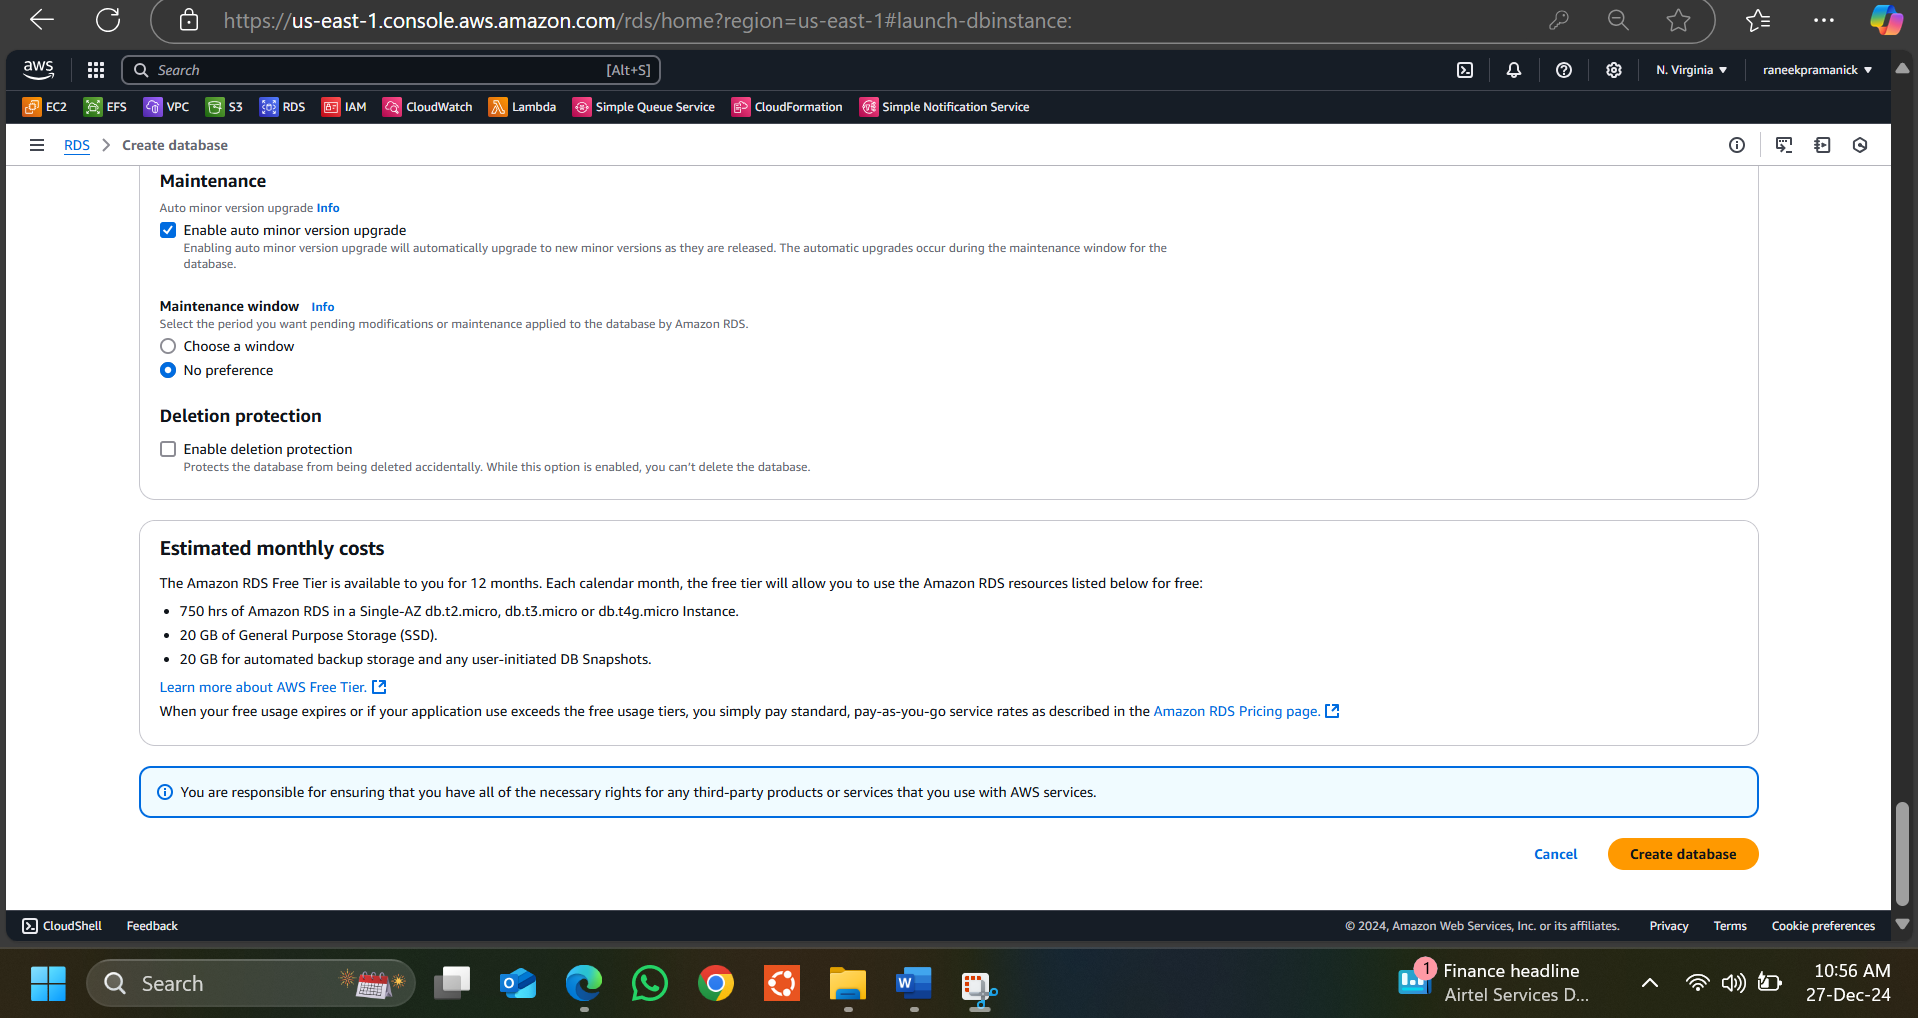 https://us-east-1.console.aws.amazon.com/rds/home?region=us-east-1#launch-dbinstance:
aws
Search
[Alt+S]
N. Virginia ▼
raneekpramanick ▼
EC2
EFS
VPC
S3
RDS
IAM
CloudWatch
Lambda
Simple Queue Service
CloudFormation
Simple Notification Service
RDS > Create database
Maintenance
Auto minor version upgrade Info
Enable auto minor version upgrade
Enabling auto minor version upgrade will automatically upgrade to new minor versions as they are released. The automatic upgrades occur during the maintenance window for the
database.
Maintenance window Info
Select the period you want pending modifications or maintenance applied to the database by Amazon RDS.
Choose a window
No preference
Deletion protection
Enable deletion protection
Protects the database from being deleted accidentally. While this option is enabled, you can't delete the database.
Estimated monthly costs
The Amazon RDS Free Tier is available to you for 12 months. Each calendar month, the free tier will allow you to use the Amazon RDS resources listed below for free:
• 750 hrs of Amazon RDS in a Single-AZ db.t2.micro, db.t3.micro or db.t4g.micro Instance.
• 20 GB of General Purpose Storage (SSD).
• 20 GB for automated backup storage and any user-initiated DB Snapshots.
Learn more about AWS Free Tier.
When your free usage expires or if your application use exceeds the free usage tiers, you simply pay standard, pay-as-you-go service rates as described in the Amazon RDS Pricing page.
You are responsible for ensuring that you have all of the necessary rights for any third-party products or services that you use with AWS services.
Cancel
Create database
CloudShell
Feedback
© 2024, Amazon Web Services, Inc. or its affiliates.
Privacy
Terms
Cookie preferences
Search
1
Finance headline
Airtel Services D...
10:56 AM
27-Dec-24